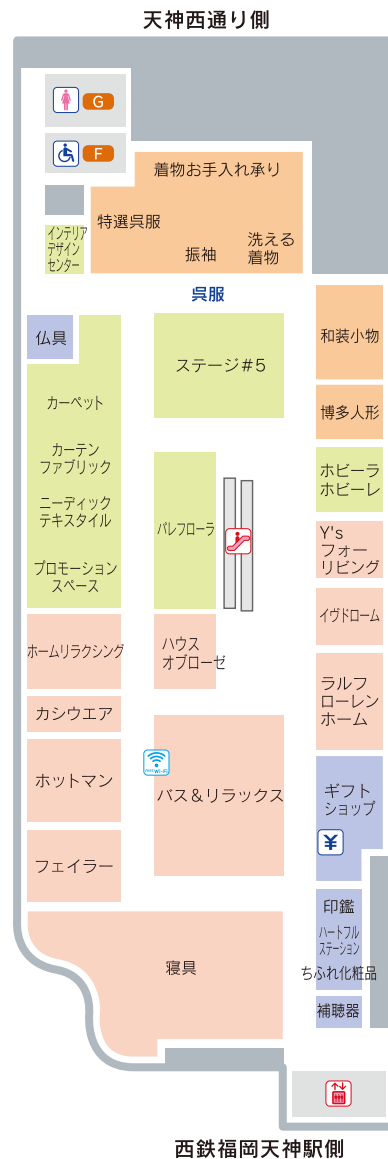 天神西通り側
G
F
着物お手入れ承り
特選呉服
振袖
洗える
着物
インテリア
デザイン
センター
呉服
仏具
ステージ#5
和装小物
カーペット
博多人形
カーテン
ファブリック
ホビーラ
ホビーレ
ニーディック
テキスタイル
パレフローラ
Y's
フォー
リビング
プロモーション
スペース
イヴドローム
ホームリラクシング
ハウス
オブローゼ
ラルフ
ローレン
ホーム
カシウエア
ホットマン
Wi-Fi
バス&リラックス
ギフト
ショップ
¥
フェイラー
印鑑
ハートフル
ステーション
ちふれ化粧品
寝具
補聴器
西鉄福岡天神駅側